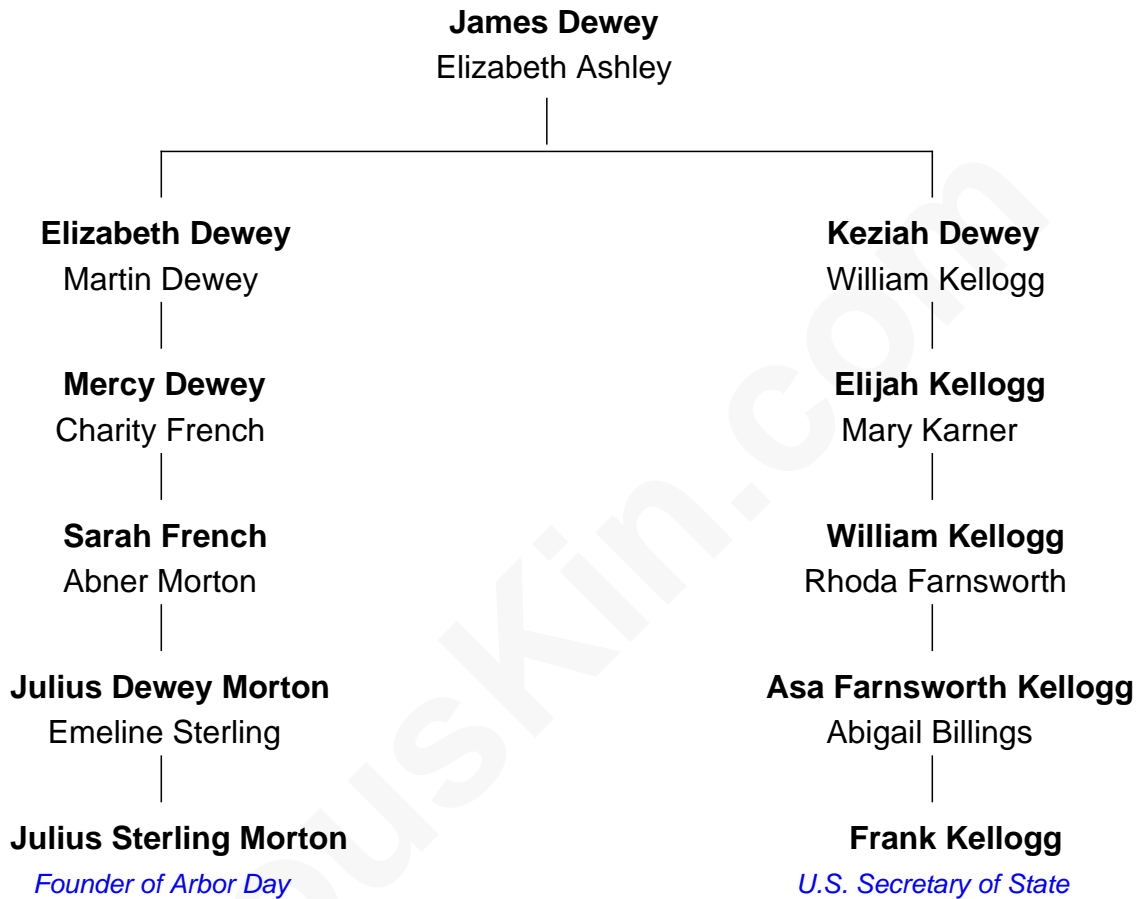 James Dewey
Elizabeth Ashley
Elizabeth Dewey
Martin Dewey
Keziah Dewey
William Kellogg
Mercy Dewey
Charity French
Elijah Kellogg
Mary Karner
Sarah French
Abner Morton
William Kellogg
Rhoda Farnsworth
Julius Dewey Morton
Emeline Sterling
Asa Farnsworth Kellogg
Abigail Billings
Julius Sterling Morton
Founder of Arbor Day
Frank Kellogg
U.S. Secretary of State
ousKin.com